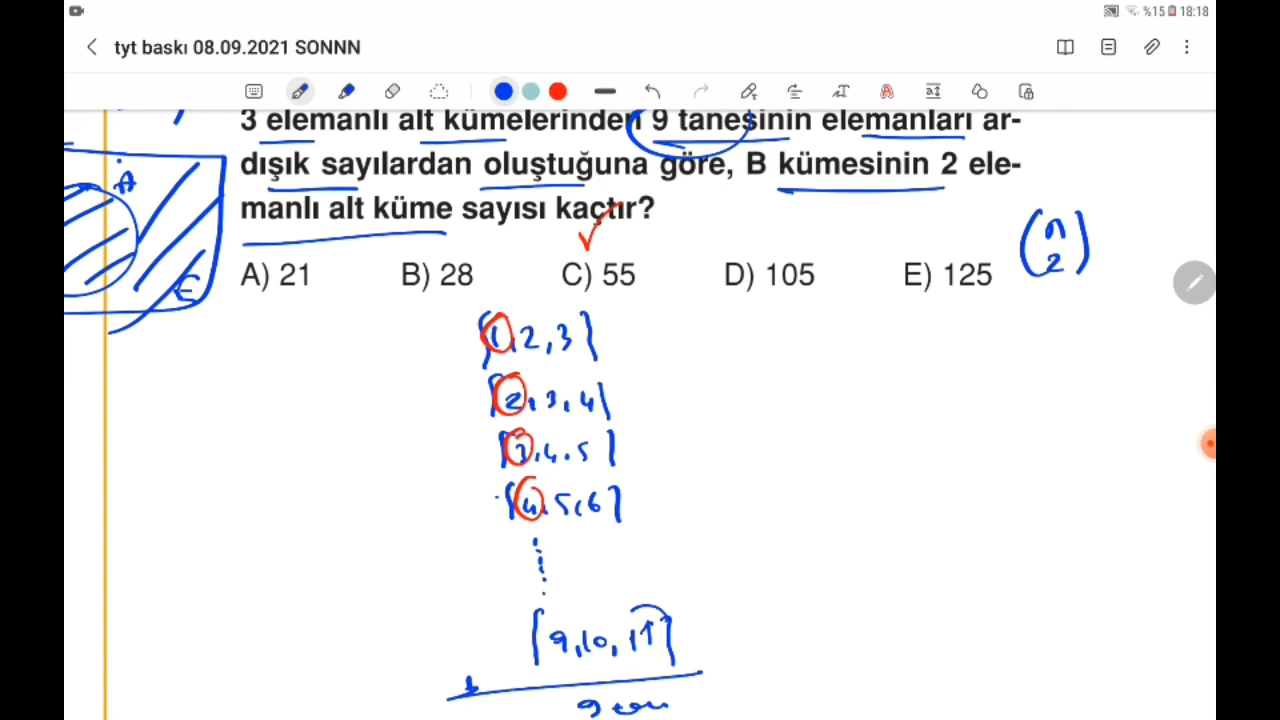 %15 18:18
tyt baskı 08.09.2021 SONNN
3 elemanlı alt kümelerinden 9 tanesinin elemanları ar-
dışık sayılardan oluştuğuna göre, B kümesinin 2 ele-
manlı alt küme sayısı kaçtır?
A) 21 B) 28 C) 55 D) 105 E) 125
(n
2)
A
E
{1,2,3}
{2,3,4}
{3,4,5}
{4,5,6}
{9,10,11}
9